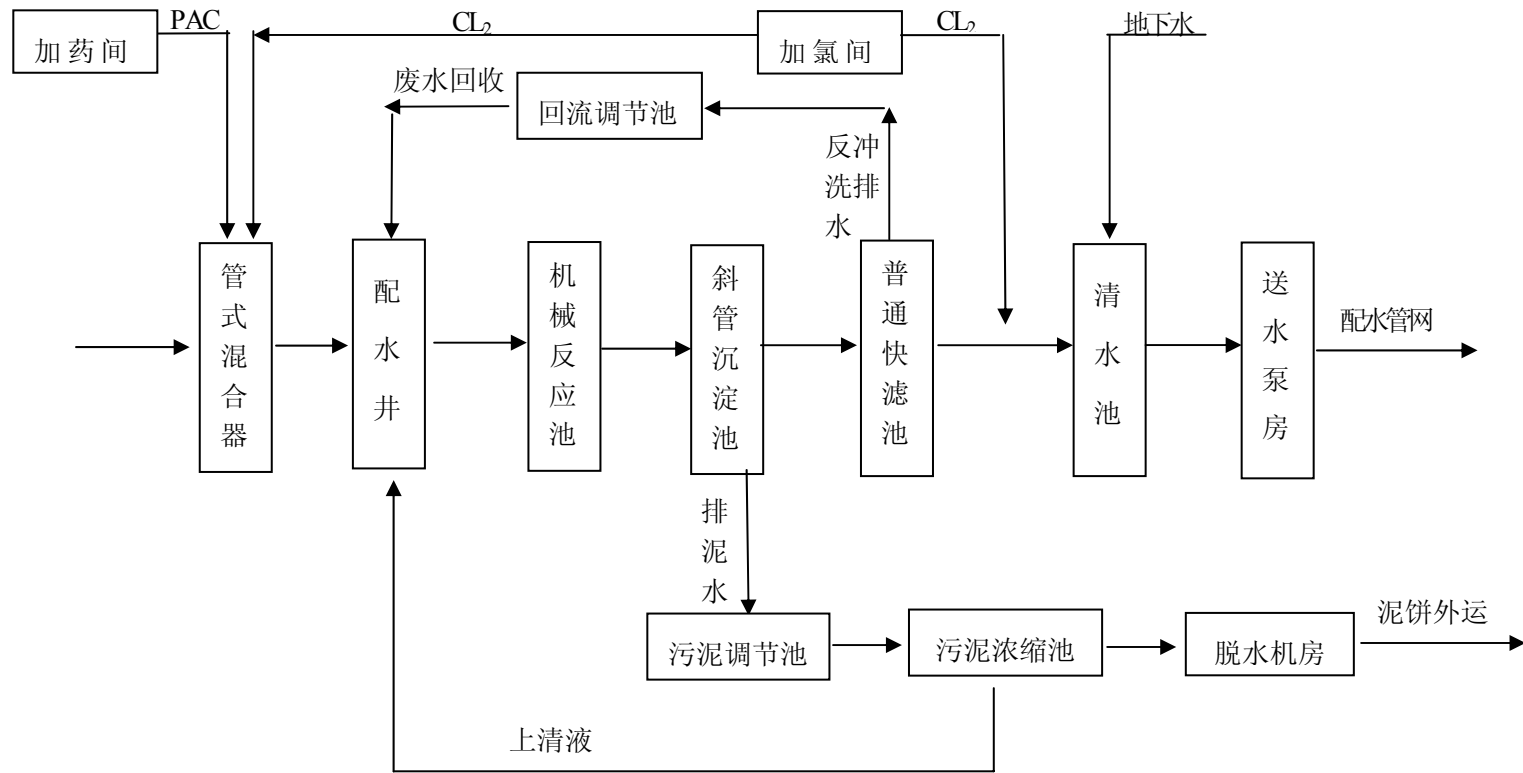 PAC
CL₂
CL₂
地下水
加药间
加氯间
废水回收
回流调节池
反冲
洗排
水
管式混合器
配水井
机械反应池
斜管沉淀池
普通快滤池
清水池
送水泵房
配水管网
排泥水
污泥调节池
污泥浓缩池
脱水机房
泥饼外运
上清液